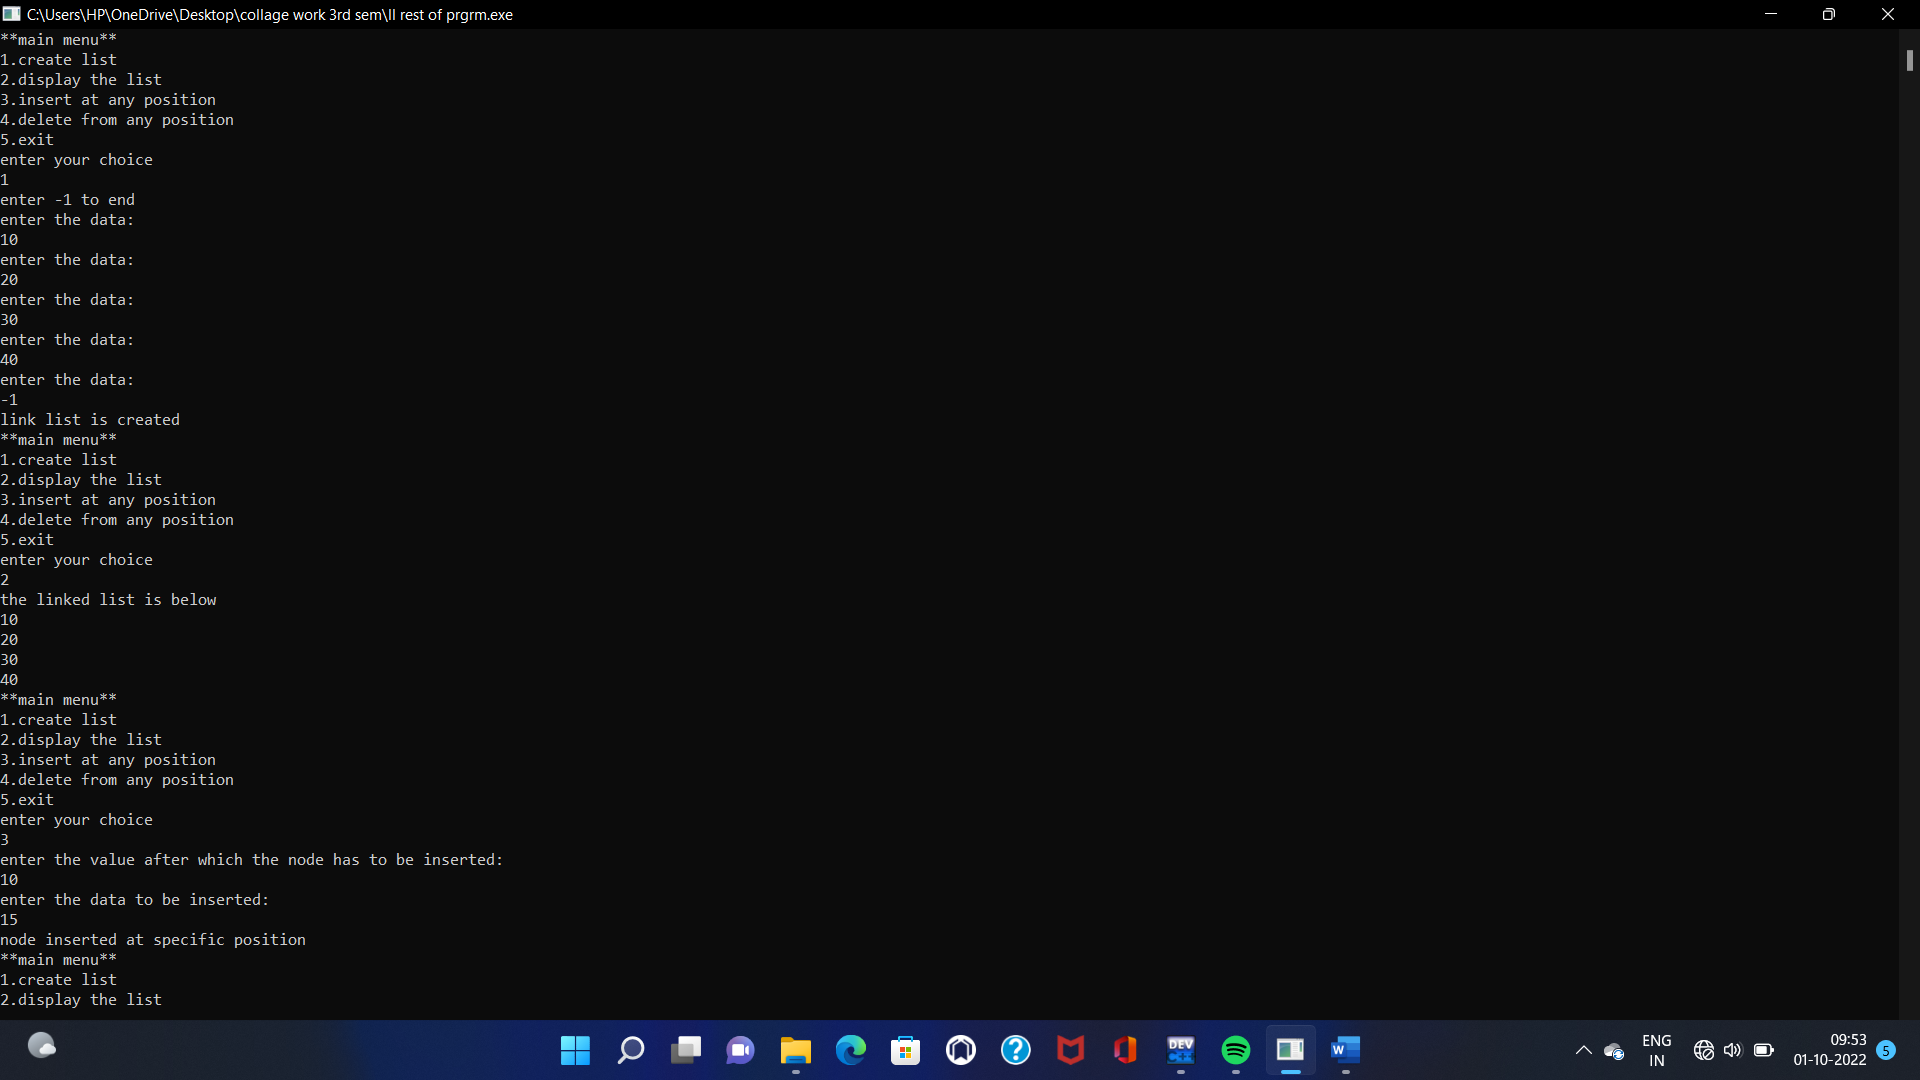 C:\Users\HP\OneDrive\Desktop\collage work 3rd sem\ll rest of prgrm.exe
**main menu**
1.create list
2.display the list
3.insert at any position
4.delete from any position
5.exit
enter your choice
1
enter -1 to end
enter the data:
10
enter the data:
20
enter the data:
30
enter the data:
40
enter the data:
-1
link list is created
**main menu**
1.create list
2.display the list
3.insert at any position
4.delete from any position
5.exit
enter your choice
2
the linked list is below
10
20
30
40
**main menu**
1.create list
2.display the list
3.insert at any position
4.delete from any position
5.exit
enter your choice
3
enter the value after which the node has to be inserted:
10
enter the data to be inserted:
15
node inserted at specific position
**main menu**
1.create list
2.display the list
DEV C++
W
ENG
IN
09:53
01-10-2022
5